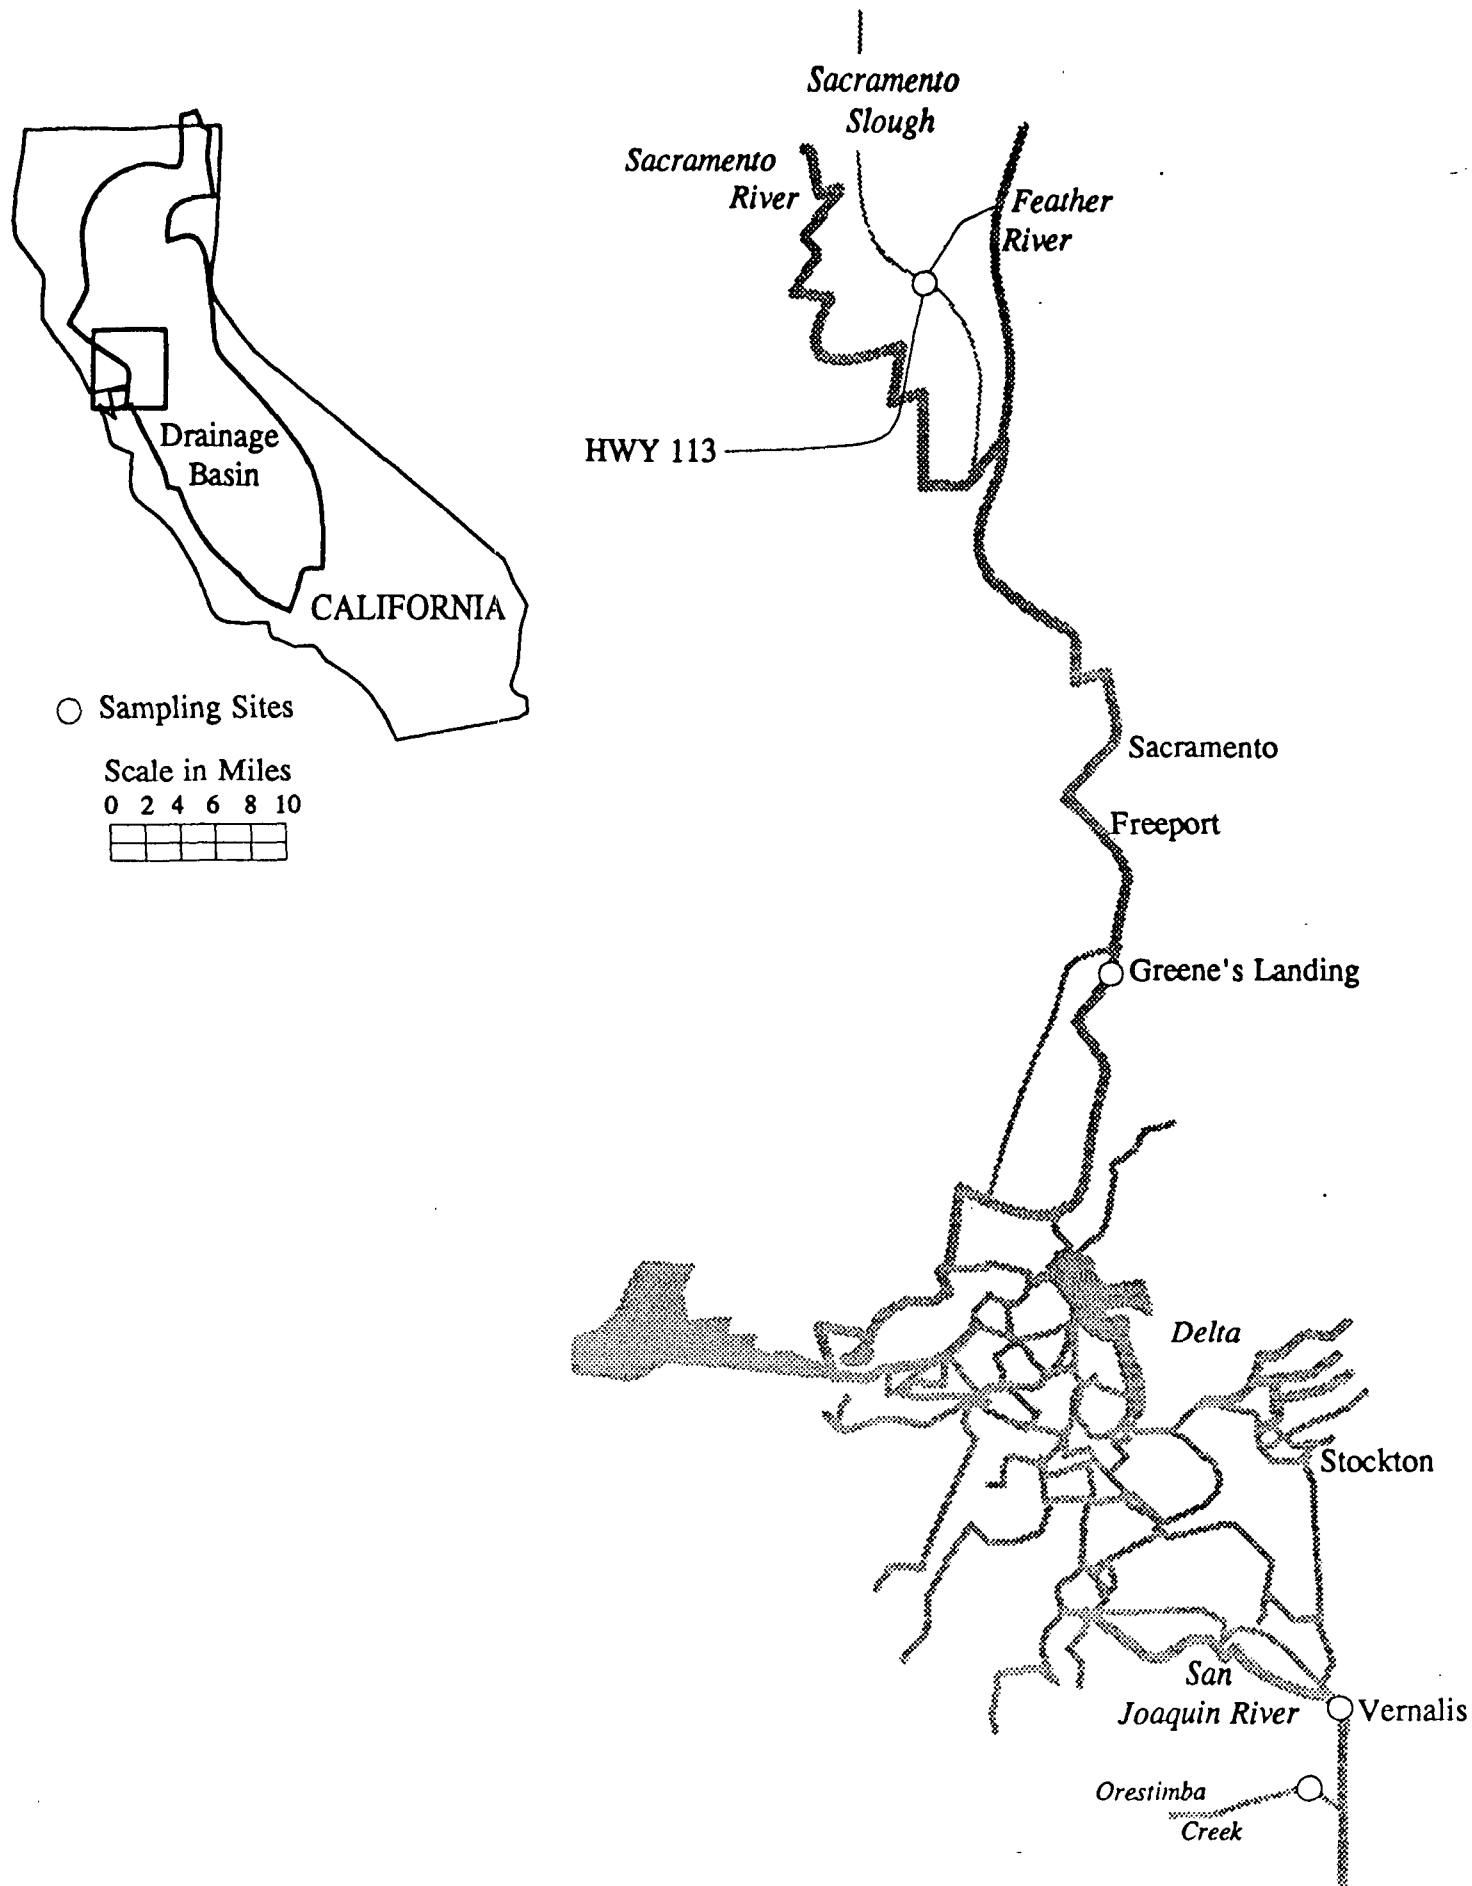 Sacramento
Slough
Sacramento
River
Feather
River
HWY 113
Drainage
Basin
CALIFORNIA
Sampling Sites
Scale in Miles
0 2 4 6 8 10
Sacramento
Freeport
Greene's Landing
Delta
Stockton
San
Joaquin River
Vernalis
Orestimba
Creek